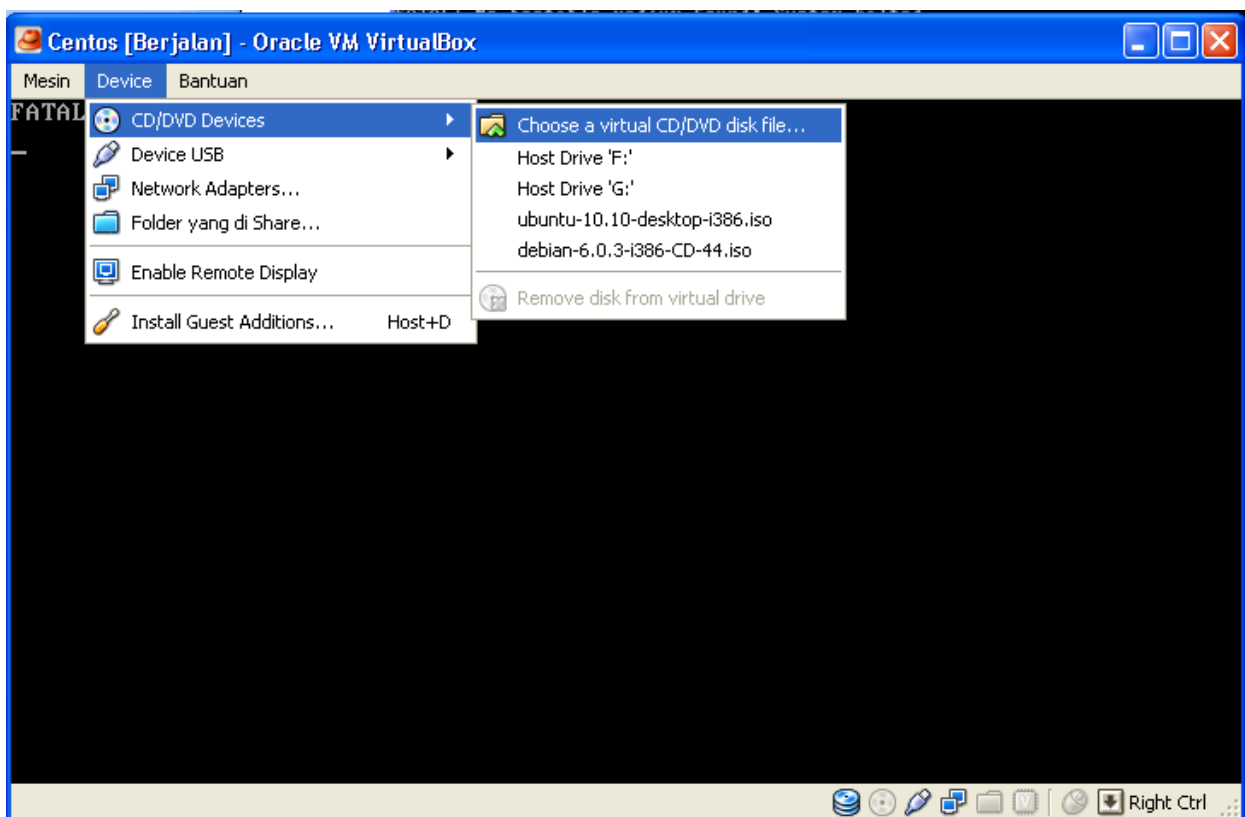 Centos [Berjalan] - Oracle VM VirtualBox
Mesin Device Bantuan
FATAL
CD/DVD Devices
Device USB
Network Adapters...
Folder yang di Share...
Enable Remote Display
Install Guest Additions... Host+D
Choose a virtual CD/DVD disk file...
Host Drive 'F:'
Host Drive 'G:'
ubuntu-10.10-desktop-i386.iso
debian-6.0.3-i386-CD-44.iso
Remove disk from virtual drive
Right Ctrl